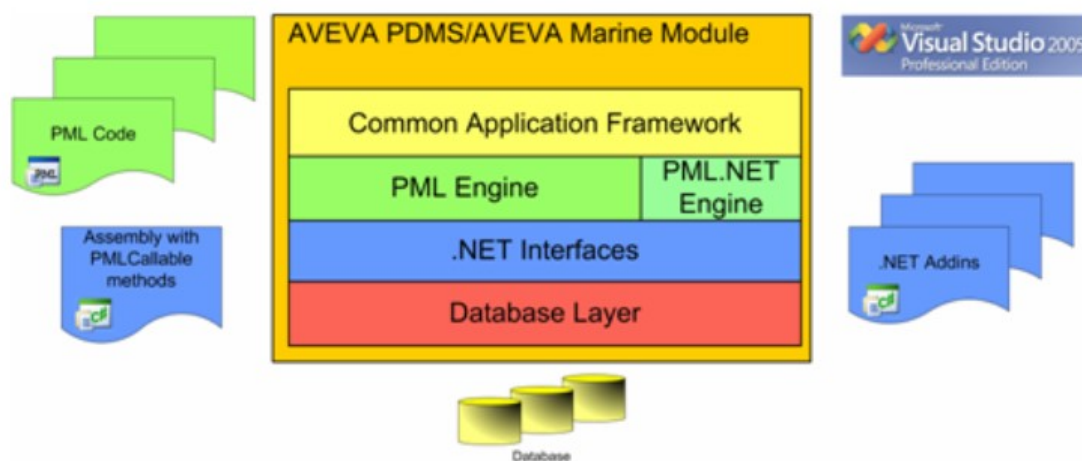 AVEVA PDMS/AVEVA Marine Module
Microsoft
Visual Studio 2005
Professional Edition
PML Code
PML
Common Application Framework
PML Engine
PML.NET
Engine
Assembly with
PMLCallable
methods
.NET Interfaces
.NET Addins
C#
C#
Database Layer
Database